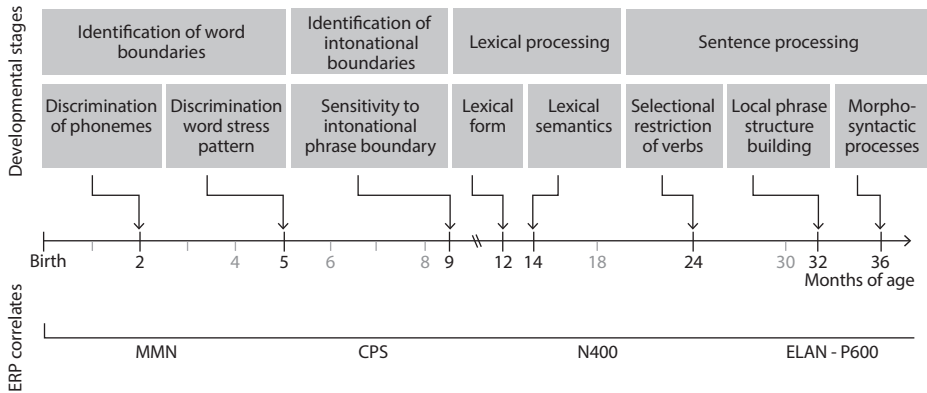 Developmental stages
Identification of word
boundaries
Identification of
intonational
boundaries
Lexical processing
Sentence processing
Discrimination
of phonemes
Discrimination
word stress
pattern
Sensitivity to
intonational
phrase boundary
Lexical
form
Lexical
semantics
Selectional
restriction
of verbs
Local phrase
structure
building
Morpho-
syntactic
processes
Birth 2 4 5 6 8 9 12 14 18 24 30 32 36
Months of age
ERP correlates
MMN CPS N400 ELAN - P600